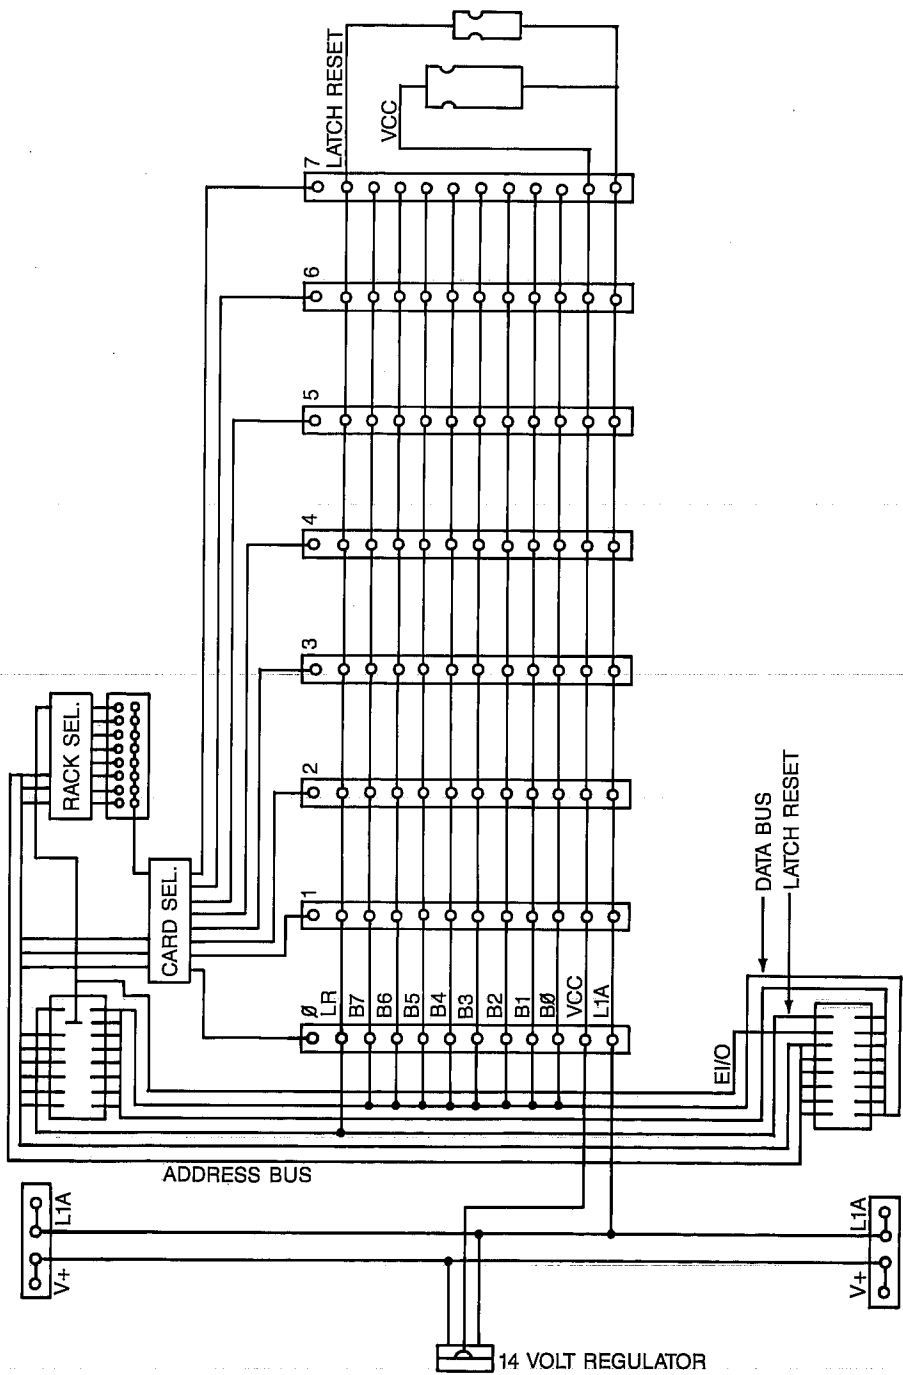 LATCH RESET
VCC
7
6
5
4
3
2
1
Ø
RACK SEL.
CARD SEL.
LR
B7
B6
B5
B4
B3
B2
B1
BØ
VCC
L1A
DATA BUS
LATCH RESET
EI/O
ADDRESS BUS
L1A
V+
L1A
V+
14 VOLT REGULATOR